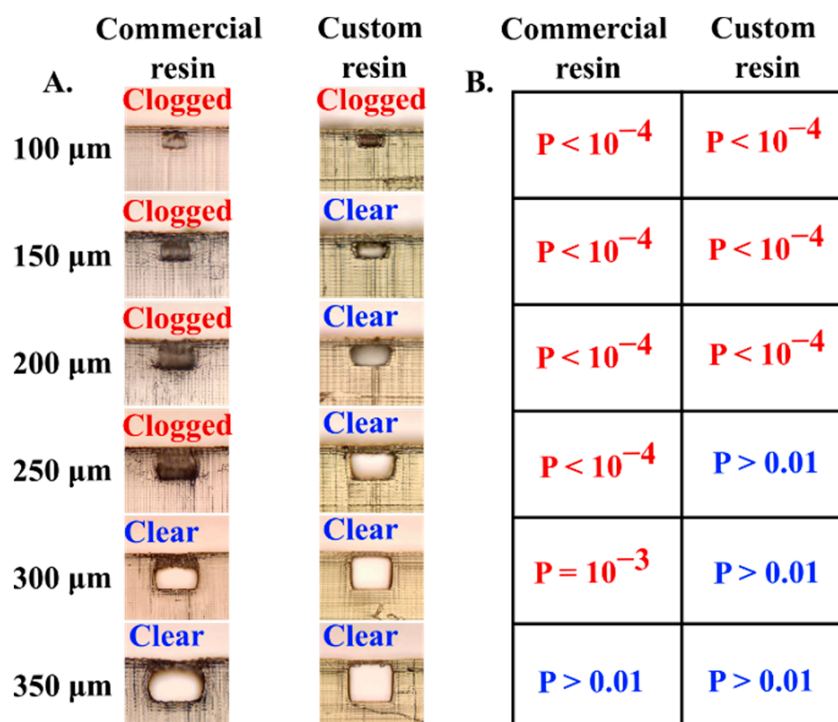 Commercial resin Custom resin Commercial resin Custom resin
A. B.
Clogged Clogged
100 µm P < 10⁻⁴ P < 10⁻⁴
Clogged Clear
150 µm P < 10⁻⁴ P < 10⁻⁴
Clogged Clear
200 µm P < 10⁻⁴ P < 10⁻⁴
Clogged Clear
250 µm P < 10⁻⁴ P > 0.01
Clear Clear
300 µm P = 10⁻³ P > 0.01
Clear Clear
350 µm P > 0.01 P > 0.01